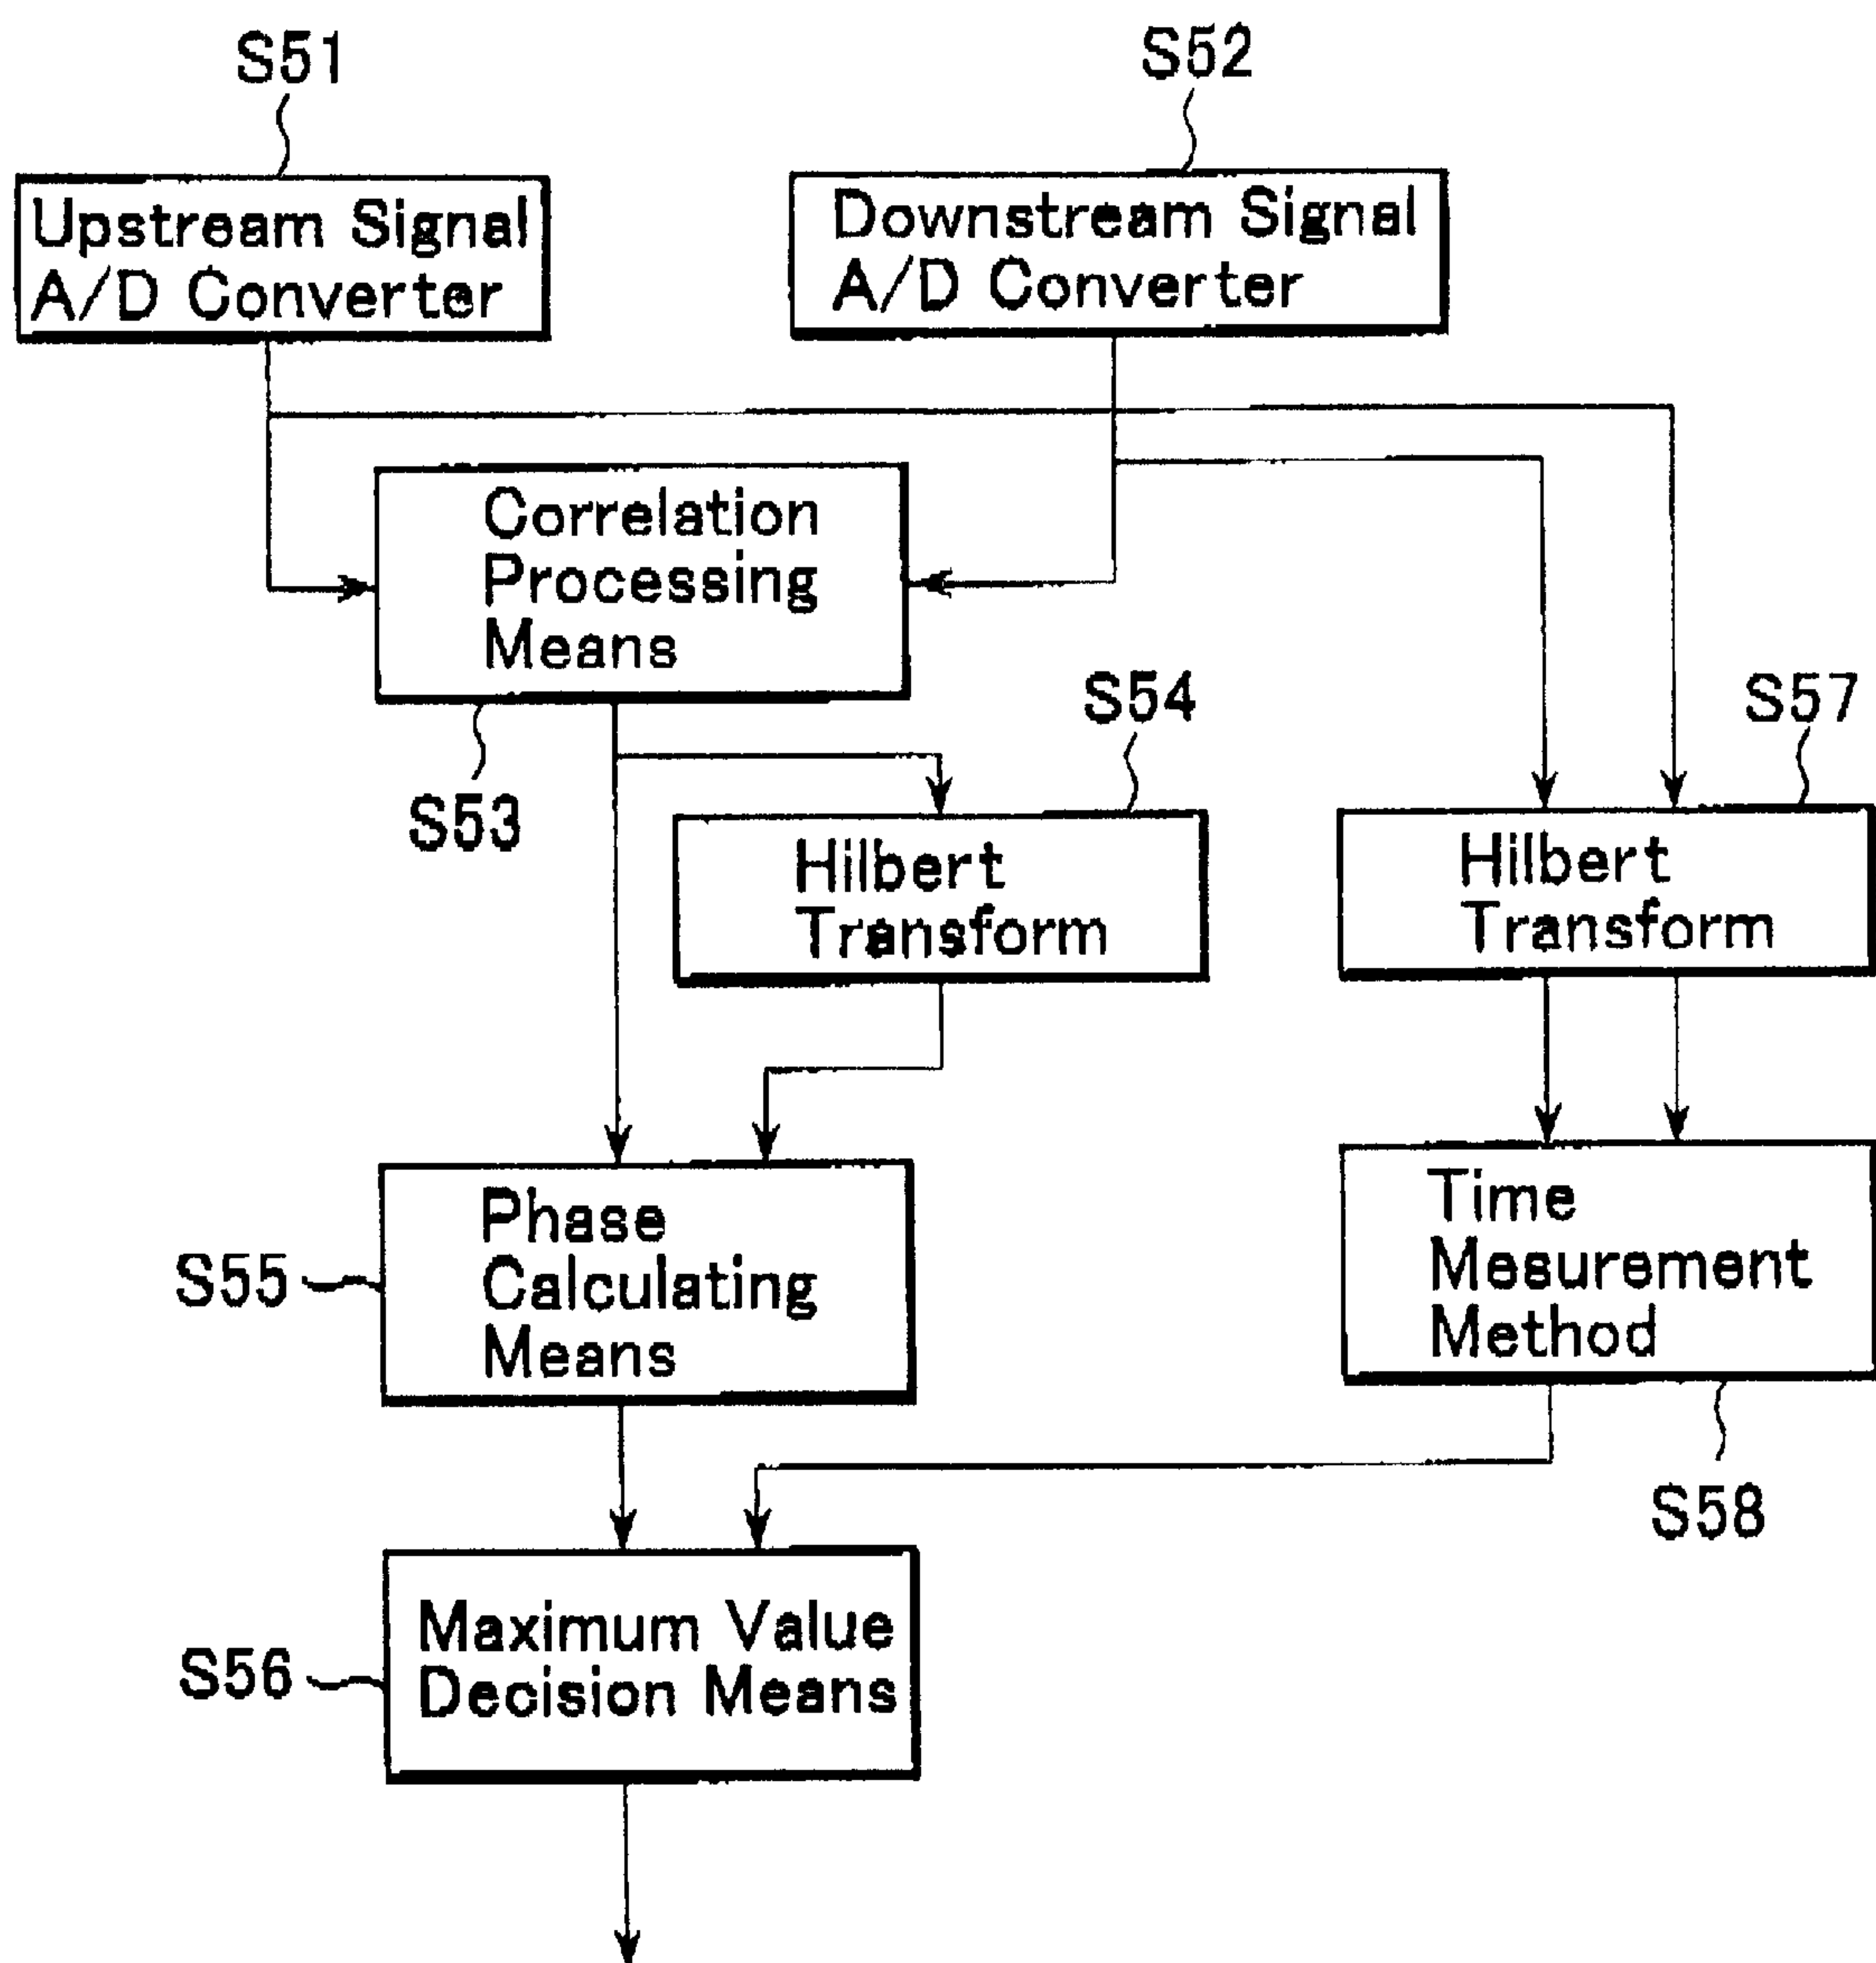 S51
S52
Upstream Signal
A/D Converter
Downstream Signal
A/D Converter
Correlation
Processing
Means
S53
S54
S57
Hilbert
Transform
Hilbert
Transform
S55
Phase
Calculating
Means
Time
Mesurement
Method
S58
S56
Maximum Value
Decision Means